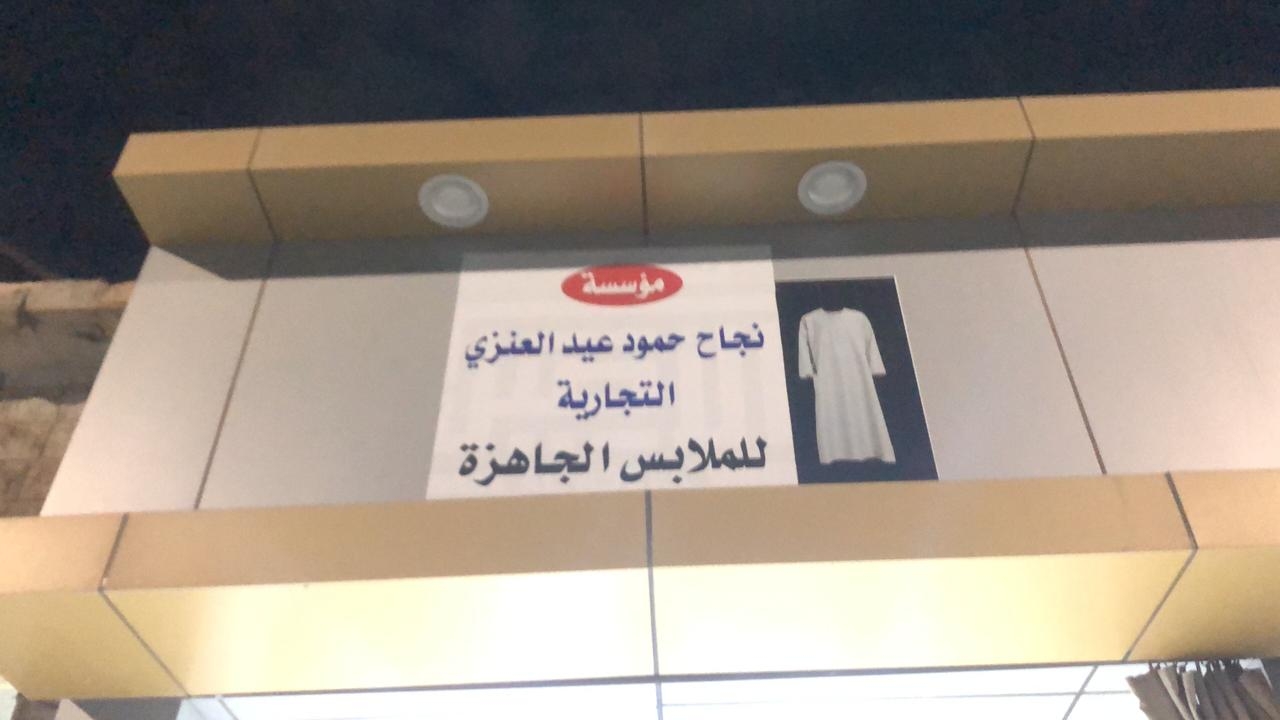 مؤسسة
نجاح حمود عيد العنزي
التجارية
للملابس الجاهزة